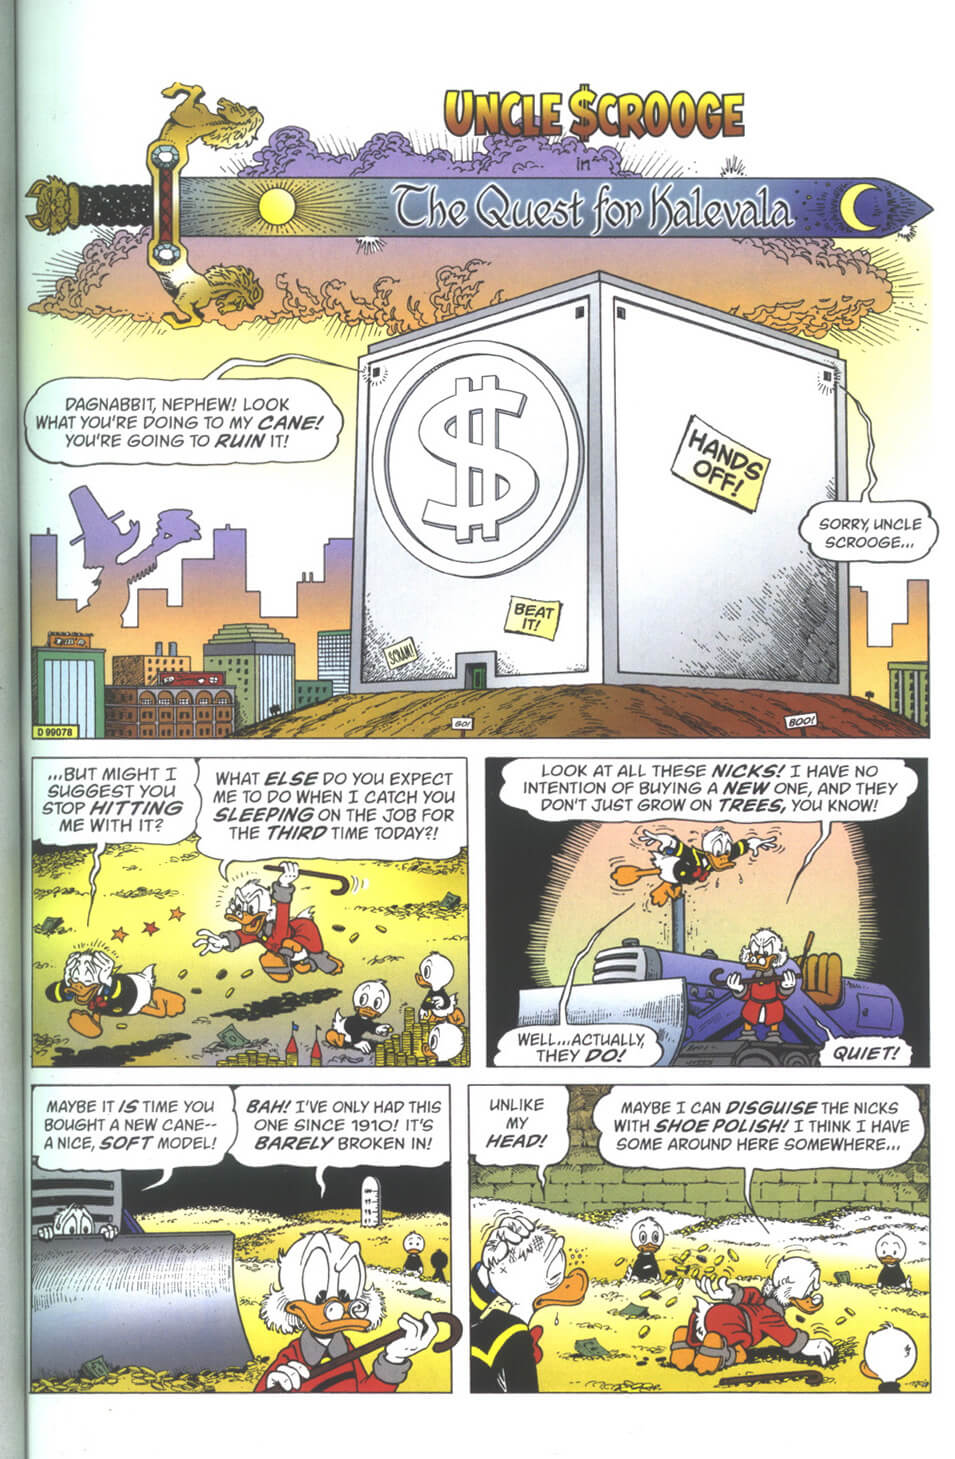 UNCLE $CROOGE
in
The Quest for Kalevala
DAGNABBIT, NEPHEW! LOOK
WHAT YOU'RE DOING TO MY CANE!
YOU'RE GOING TO RUIN IT!
$
HANDS
OFF!
SORRY, UNCLE
SCROOGE...
BEAT
IT!
SCRAM!
GO!
BOO!
D 99078
...BUT MIGHT I
SUGGEST YOU
STOP HITTING
ME WITH IT?
WHAT ELSE DO YOU EXPECT
ME TO DO WHEN I CATCH YOU
SLEEPING ON THE JOB FOR
THE THIRD TIME TODAY?!
LOOK AT ALL THESE NICKS! I HAVE NO
INTENTION OF BUYING A NEW ONE, AND THEY
DON'T JUST GROW ON TREES, YOU KNOW!
WELL...ACTUALLY,
THEY DO!
QUIET!
MAYBE IT IS TIME YOU
BOUGHT A NEW CANE--
A NICE, SOFT MODEL!
BAH! I'VE ONLY HAD THIS
ONE SINCE 1910! IT'S
BARELY BROKEN IN!
UNLIKE
MY
HEAD!
MAYBE I CAN DISGUISE THE NICKS
WITH SHOE POLISH! I THINK I HAVE
SOME AROUND HERE SOMEWHERE...